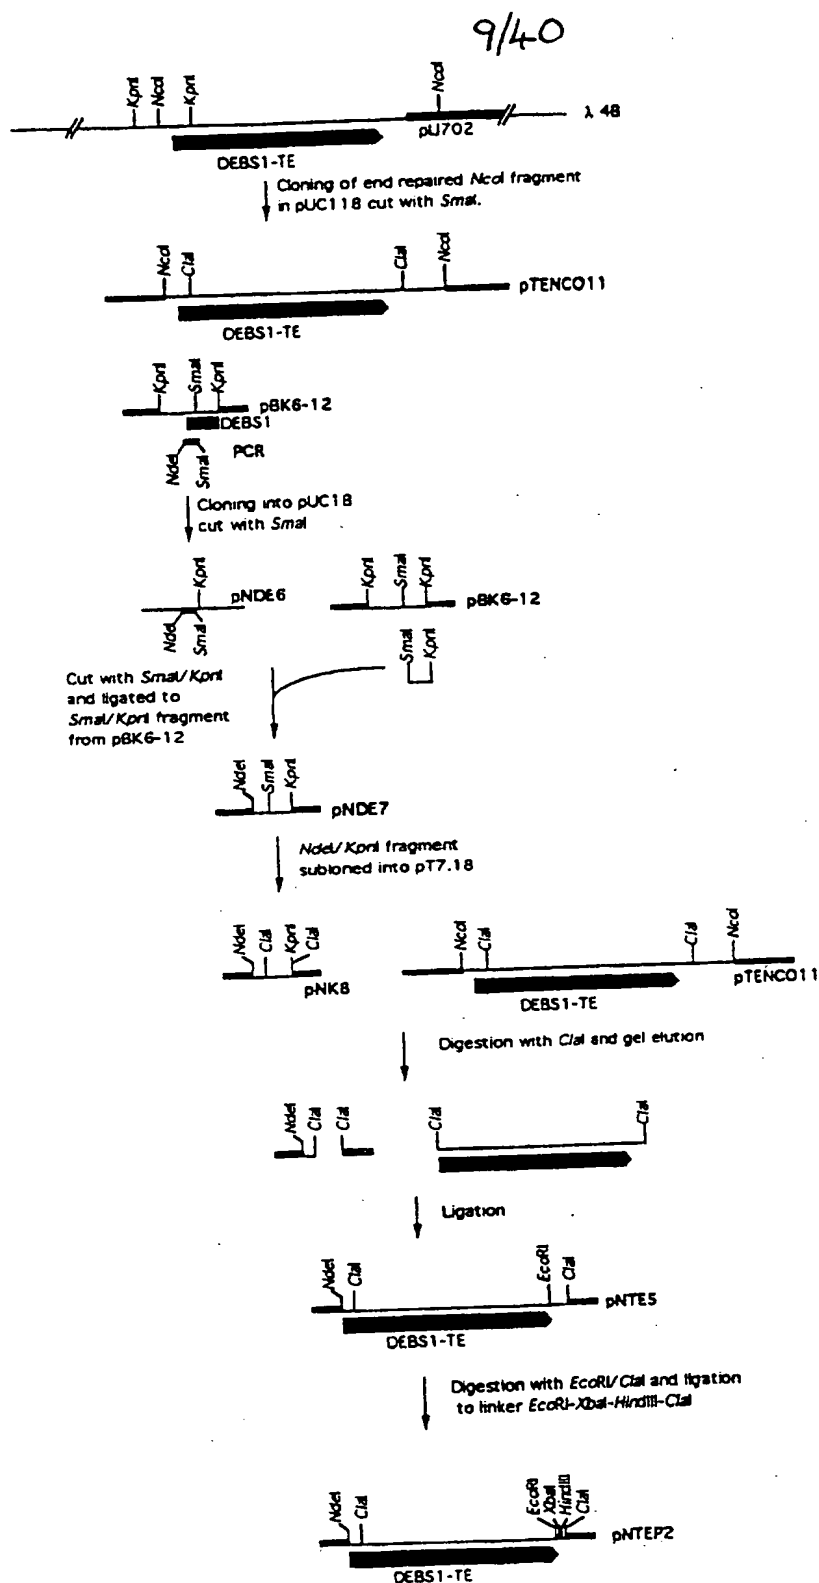 9/40
KpnI NcoI KpnI NcoI
λ 48
pIJ702
DEBS1-TE
Cloning of end repaired NcoI fragment
in pUC118 cut with SmaI.
NcoI ClaI ClaI NcoI
pTENCO11
DEBS1-TE
KpnI SmaI KpnI
pBK6-12
DEBS1
NdeI SmaI PCR
Cloning into pUC18
cut with SmaI
KpnI KpnI SmaI KpnI
pNDE6 pBK6-12
NdeI SmaI
SmaI KpnI
Cut with SmaI/KpnI
and ligated to
SmaI/KpnI fragment
from pBK6-12
NdeI SmaI KpnI
pNDE7
NdeI/KpnI fragment
subloned into pT7.18
NdeI ClaI KpnI ClaI NcoI ClaI ClaI NcoI
pNK8 pTENCO11
DEBS1-TE
Digestion with ClaI and gel elution
NdeI ClaI ClaI ClaI ClaI
Ligation
NdeI ClaI EcoRI ClaI
pNTE5
DEBS1-TE
Digestion with EcoRI/ClaI and ligation
to linker EcoRI-XbaI-HindIII-ClaI
NdeI ClaI EcoRI XbaI HindIII ClaI
pNTEP2
DEBS1-TE